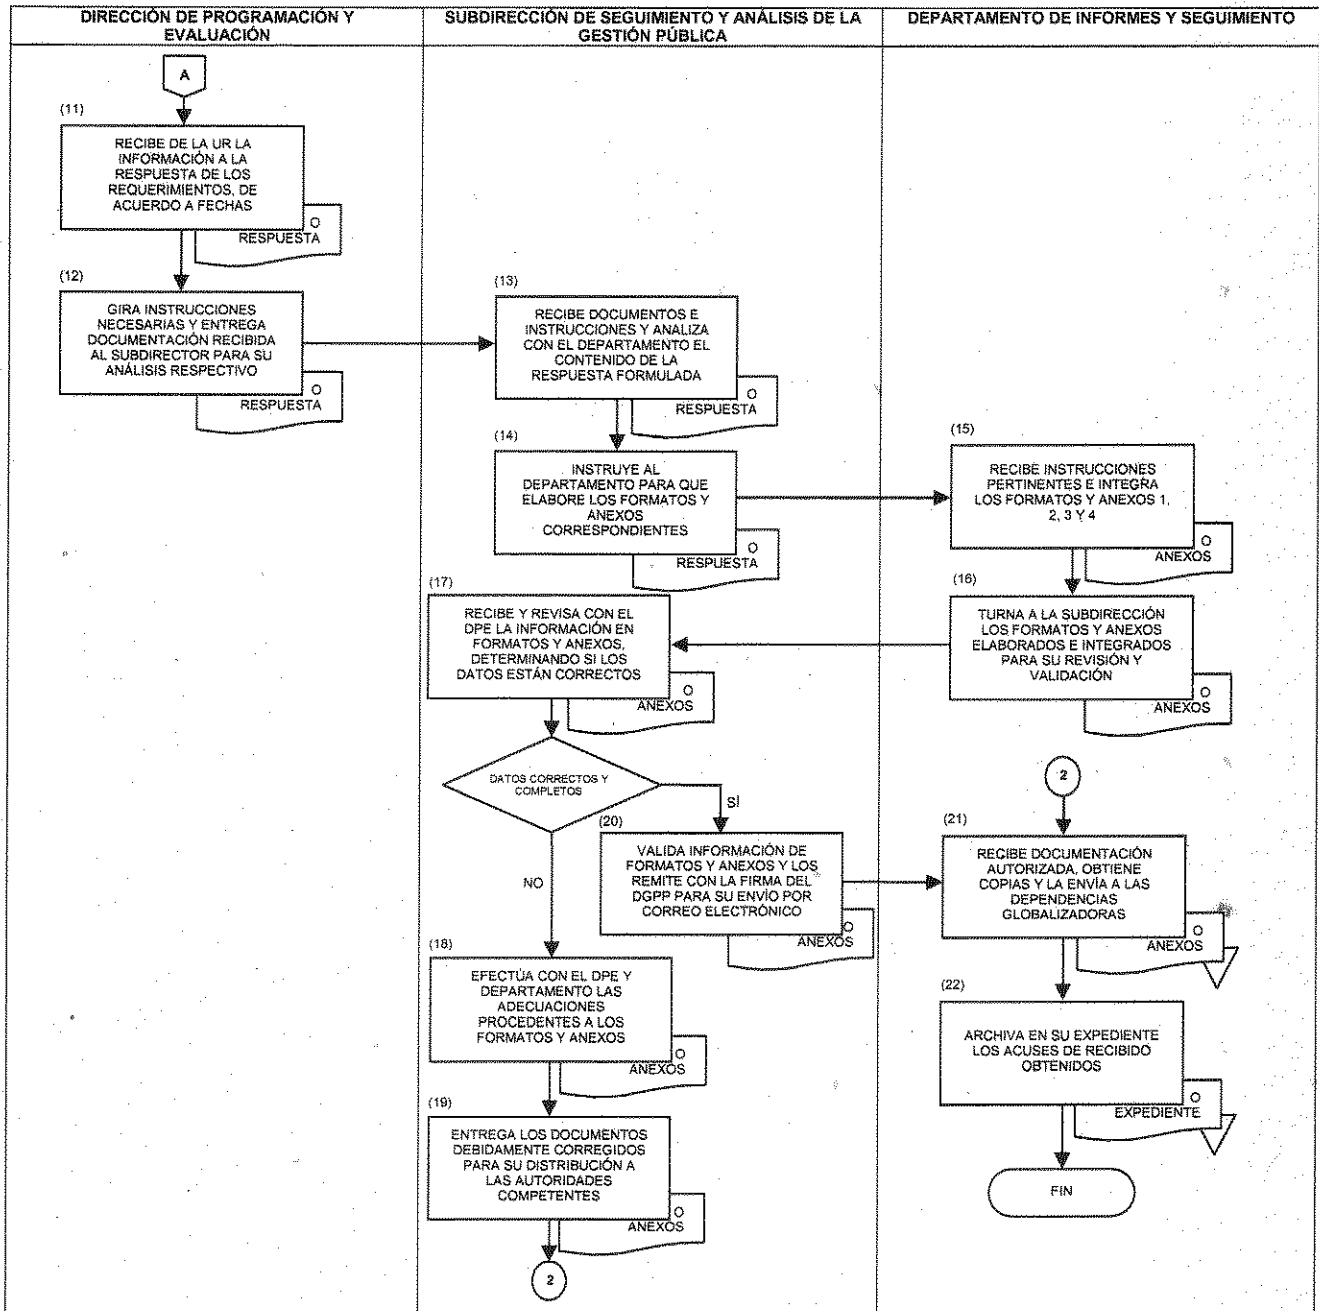 DIRECCIÓN DE PROGRAMACIÓN Y
EVALUACIÓN
SUBDIRECCIÓN DE SEGUIMIENTO Y ANÁLISIS DE LA
GESTIÓN PÚBLICA
DEPARTAMENTO DE INFORMES Y SEGUIMIENTO
A
(11)
RECIBE DE LA UR LA
INFORMACIÓN A LA
RESPUESTA DE LOS
REQUERIMIENTOS, DE
ACUERDO A FECHAS
O
RESPUESTA
(12)
GIRA INSTRUCCIONES
NECESARIAS Y ENTREGA
DOCUMENTACIÓN RECIBIDA
AL SUBDIRECTOR PARA SU
ANÁLISIS RESPECTIVO
O
RESPUESTA
(13)
RECIBE DOCUMENTOS E
INSTRUCCIONES Y ANALIZA
CON EL DEPARTAMENTO EL
CONTENIDO DE LA
RESPUESTA FORMULADA
O
RESPUESTA
(14)
INSTRUYE AL
DEPARTAMENTO PARA QUE
ELABORE LOS FORMATOS Y
ANEXOS
CORRESPONDIENTES
O
RESPUESTA
(15)
RECIBE INSTRUCCIONES
PERTINENTES E INTEGRA
LOS FORMATOS Y ANEXOS 1,
2, 3 Y 4
O
ANEXOS
(16)
TURNA A LA SUBDIRECCIÓN
LOS FORMATOS Y ANEXOS
ELABORADOS E INTEGRADOS
PARA SU REVISIÓN Y
VALIDACIÓN
O
ANEXOS
(17)
RECIBE Y REVISA CON EL
DPE LA INFORMACIÓN EN
FORMATOS Y ANEXOS,
DETERMINANDO SI LOS
DATOS ESTÁN CORRECTOS
O
ANEXOS
DATOS CORRECTOS Y
COMPLETOS
SÍ
NO
(20)
VALIDA INFORMACIÓN DE
FORMATOS Y ANEXOS Y LOS
REMITE CON LA FIRMA DEL
DGPP PARA SU ENVÍO POR
CORREO ELECTRÓNICO
O
ANEXOS
2
(21)
RECIBE DOCUMENTACIÓN
AUTORIZADA, OBTIENE
COPIAS Y LA ENVÍA A LAS
DEPENDENCIAS
GLOBALIZADORAS
O
ANEXOS
(18)
EFECTÚA CON EL DPE Y
DEPARTAMENTO LAS
ADECUACIONES
PROCEDENTES A LOS
FORMATOS Y ANEXOS
O
ANEXOS
(22)
ARCHIVA EN SU EXPEDIENTE
LOS ACUSES DE RECIBIDO
OBTENIDOS
O
EXPEDIENTE
(19)
ENTREGA LOS DOCUMENTOS
DEBIDAMENTE CORREGIDOS
PARA SU DISTRIBUCIÓN A
LAS AUTORIDADES
COMPETENTES
O
ANEXOS
2
FIN